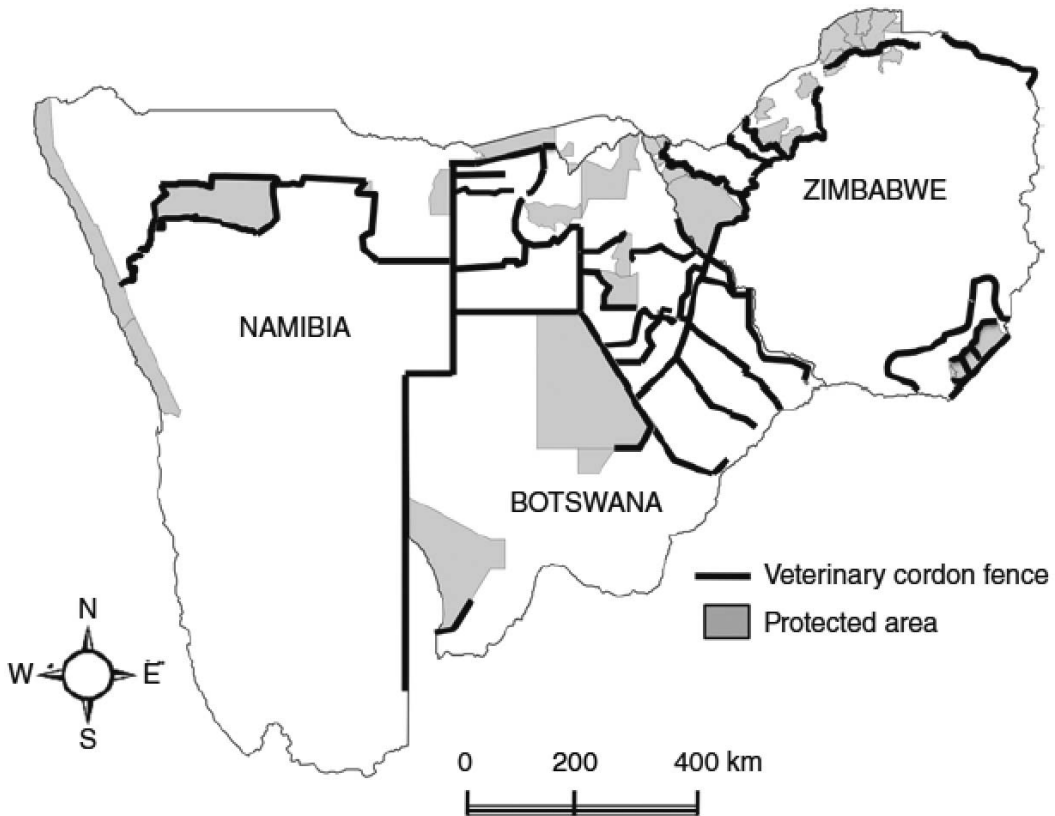 ZIMBABWE
NAMIBIA
BOTSWANA
Veterinary cordon fence
Protected area
N
W E
S
0 200 400 km